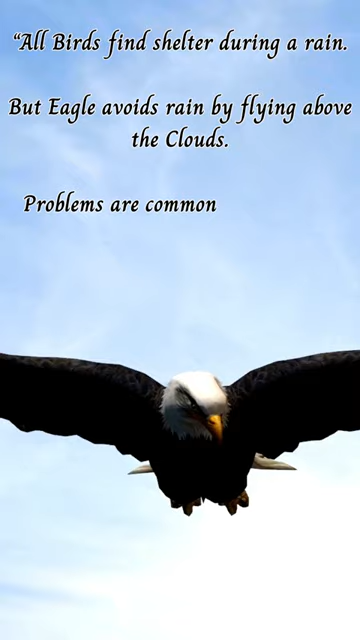 “All Birds find shelter during a rain.
But Eagle avoids rain by flying above
the Clouds.
Problems are common